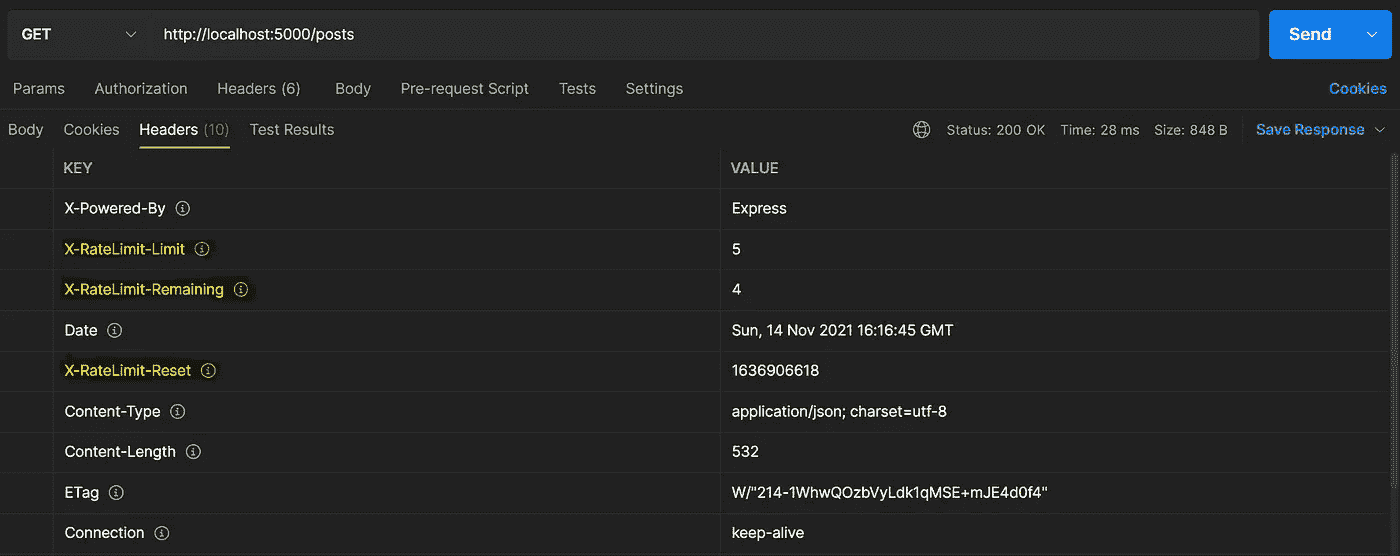 GET http://localhost:5000/posts Send
Params Authorization Headers (6) Body Pre-request Script Tests Settings Cookies
Body Cookies Headers (10) Test Results Status: 200 OK Time: 28 ms Size: 848 B Save Response
KEY VALUE
X-Powered-By Express
X-RateLimit-Limit 5
X-RateLimit-Remaining 4
Date Sun, 14 Nov 2021 16:16:45 GMT
X-RateLimit-Reset 1636906618
Content-Type application/json; charset=utf-8
Content-Length 532
ETag W/"214-1WhwQOzbVyLdk1qMSE+mJE4d0f4"
Connection keep-alive